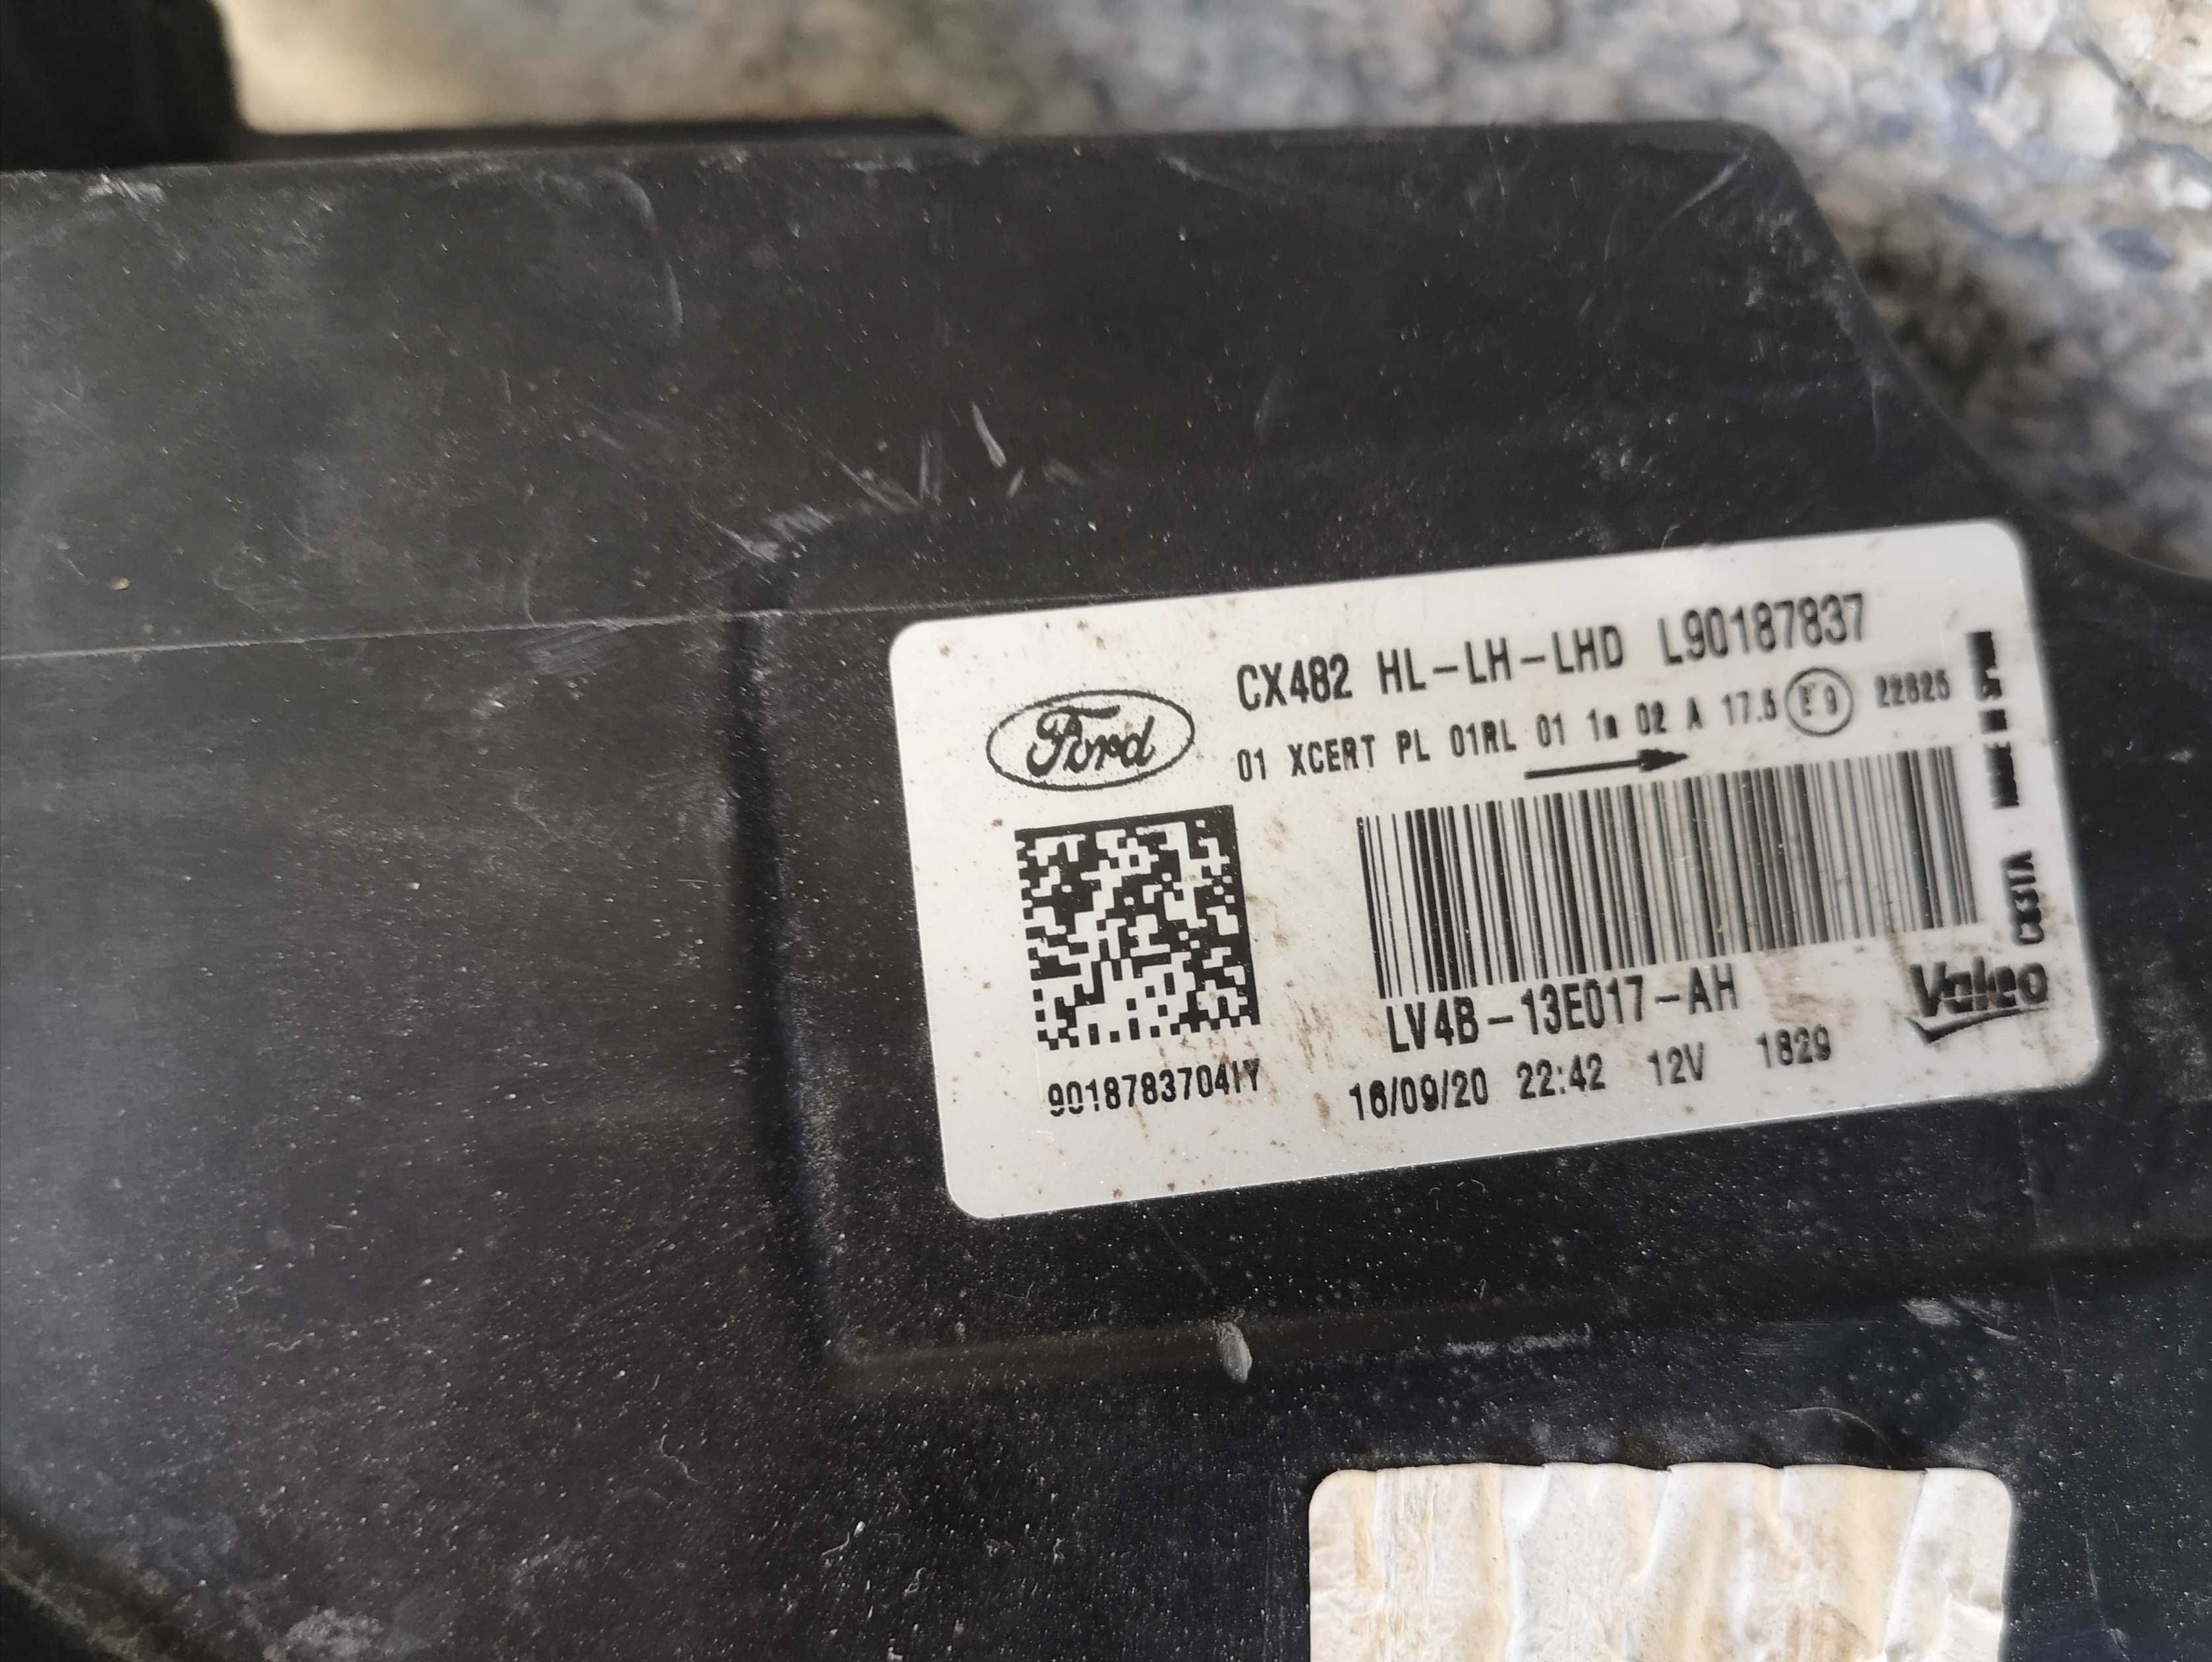 Ford
CX482 HL-LH-LHD L90187837
01 XCERT PL 01RL 01 1a 02 A 17.5 E9 22625
LV4B-13E017-AH
90187837041Y
16/09/20 22:42 12V 1829
Valeo